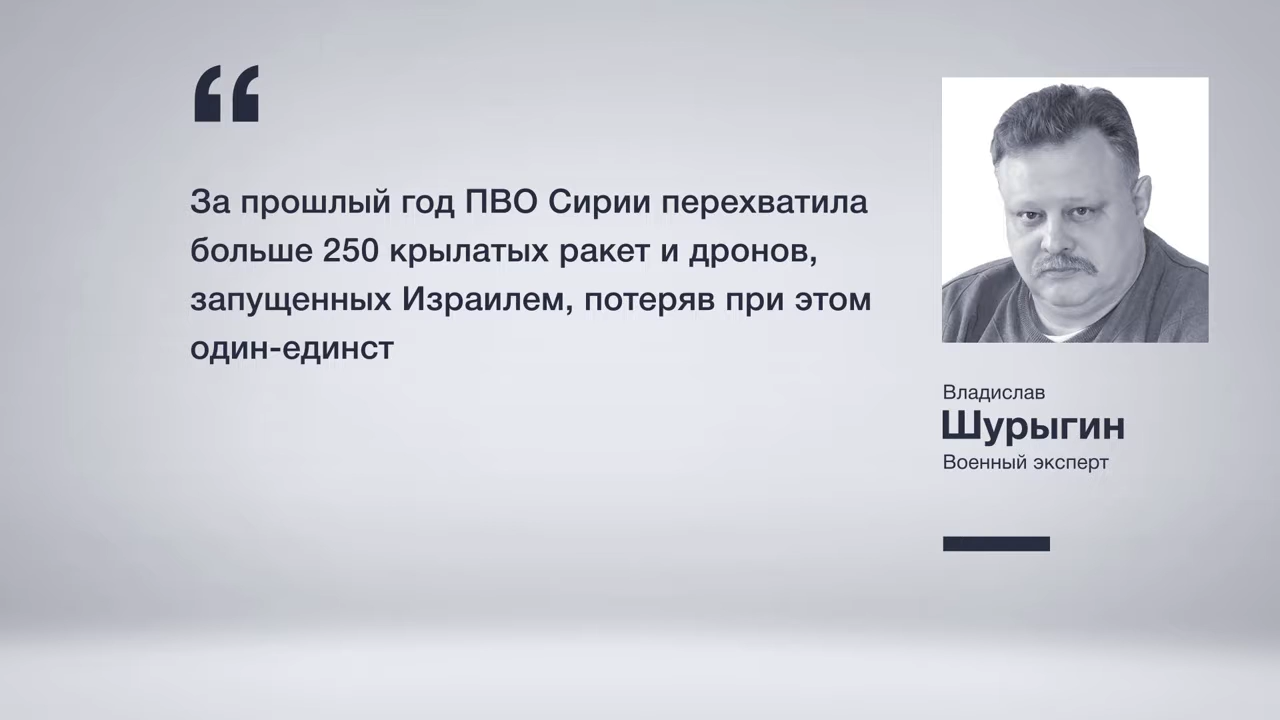 “
За прошлый год ПВО Сирии перехватила
больше 250 крылатых ракет и дронов,
запущенных Израилем, потеряв при этом
один-единст
Владислав
Шурыгин
Военный эксперт